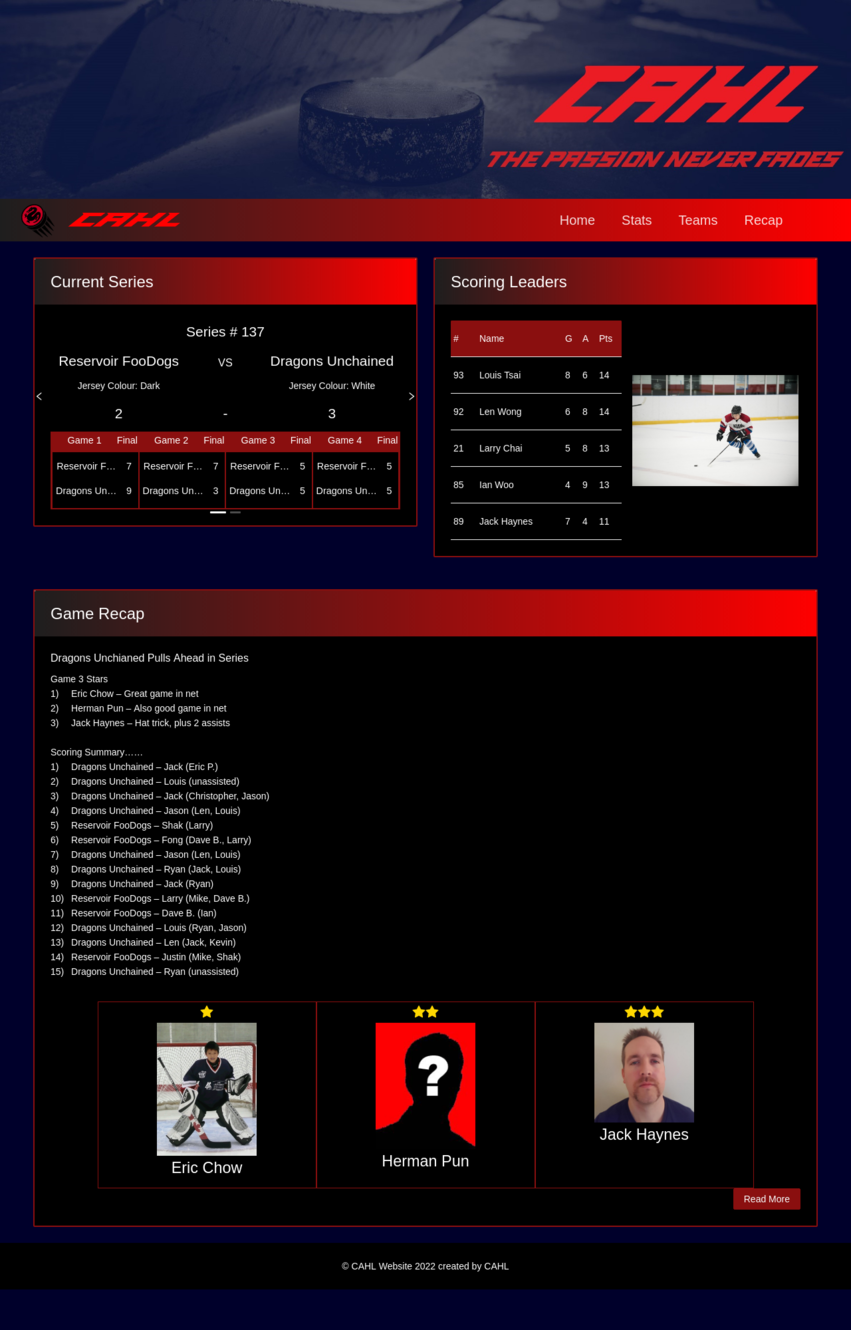 CAHL
THE PASSION NEVER FADES
CAHL
Home Stats Teams Recap
Current Series
Series # 137
Reservoir FooDogs VS Dragons Unchained
Jersey Colour: Dark Jersey Colour: White
2 - 3
Game 1 Final Game 2 Final Game 3 Final Game 4 Final
Reservoir F... 7 Reservoir F... 7 Reservoir F... 5 Reservoir F... 5
Dragons Un... 9 Dragons Un... 3 Dragons Un... 5 Dragons Un... 5
Scoring Leaders
# Name G A Pts
93 Louis Tsai 8 6 14
92 Len Wong 6 8 14
21 Larry Chai 5 8 13
85 Ian Woo 4 9 13
89 Jack Haynes 7 4 11
Game Recap
Dragons Unchianed Pulls Ahead in Series
Game 3 Stars
1) Eric Chow – Great game in net
2) Herman Pun – Also good game in net
3) Jack Haynes – Hat trick, plus 2 assists
Scoring Summary……
1) Dragons Unchained – Jack (Eric P.)
2) Dragons Unchained – Louis (unassisted)
3) Dragons Unchained – Jack (Christopher, Jason)
4) Dragons Unchained – Jason (Len, Louis)
5) Reservoir FooDogs – Shak (Larry)
6) Reservoir FooDogs – Fong (Dave B., Larry)
7) Dragons Unchained – Jason (Len, Louis)
8) Dragons Unchained – Ryan (Jack, Louis)
9) Dragons Unchained – Jack (Ryan)
10) Reservoir FooDogs – Larry (Mike, Dave B.)
11) Reservoir FooDogs – Dave B. (Ian)
12) Dragons Unchained – Louis (Ryan, Jason)
13) Dragons Unchained – Len (Jack, Kevin)
14) Reservoir FooDogs – Justin (Mike, Shak)
15) Dragons Unchained – Ryan (unassisted)
?
Eric Chow
Herman Pun
Jack Haynes
Read More
© CAHL Website 2022 created by CAHL